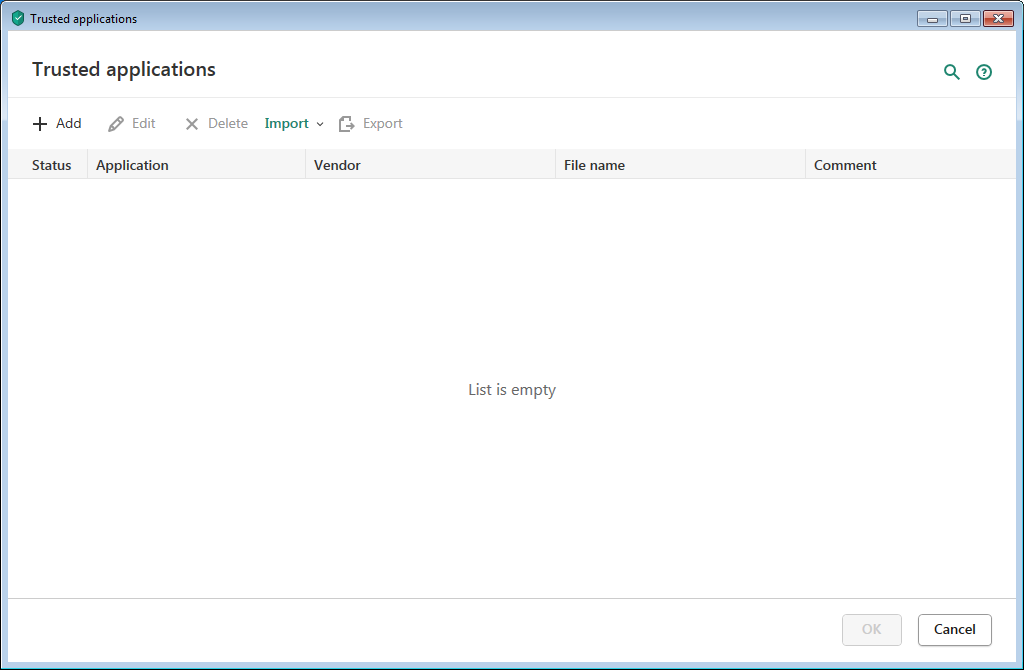 Trusted applications
Trusted applications
Add Edit Delete Import Export
Status Application Vendor File name Comment
List is empty
OK Cancel